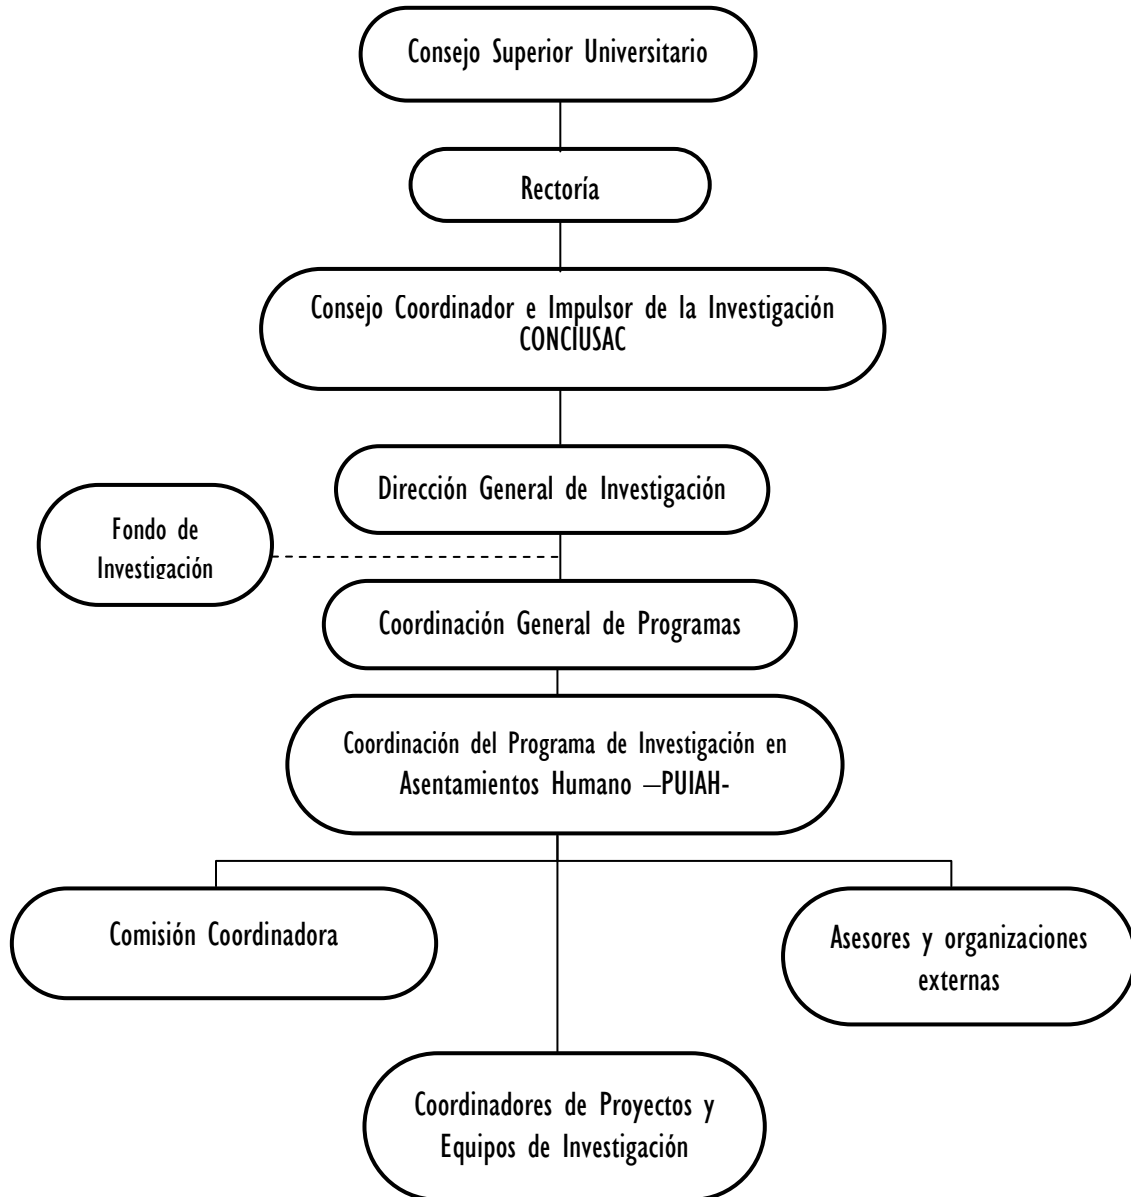 Consejo Superior Universitario
Rectoría
Consejo Coordinador e Impulsor de la Investigación
CONCIUSAC
Dirección General de Investigación
Fondo de
Investigación
Coordinación General de Programas
Coordinación del Programa de Investigación en
Asentamientos Humano –PUIAH-
Comisión Coordinadora
Asesores y organizaciones
externas
Coordinadores de Proyectos y
Equipos de Investigación